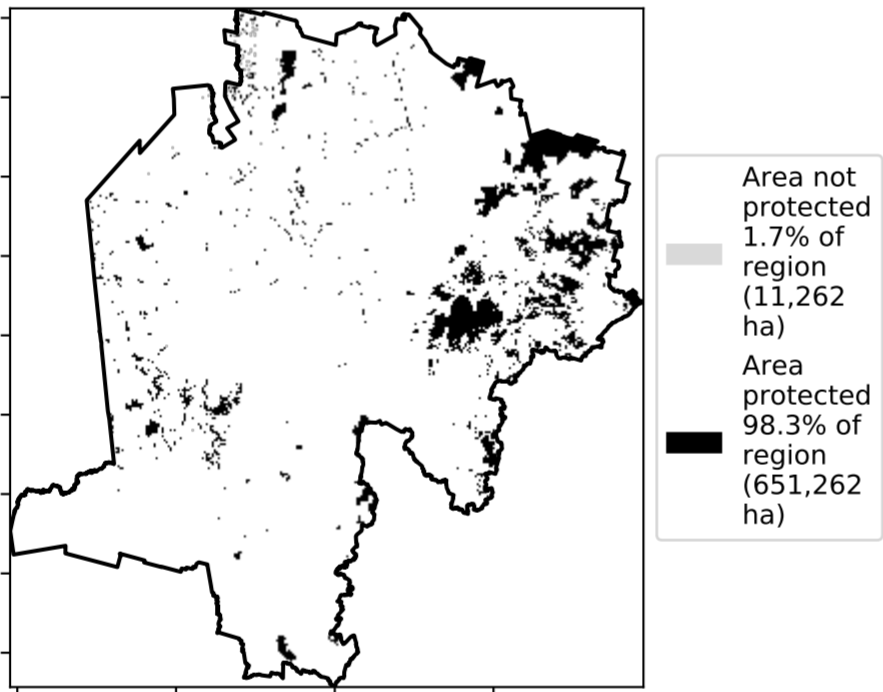 Area not
protected
1.7% of
region
(11,262
ha)
Area
protected
98.3% of
region
(651,262
ha)